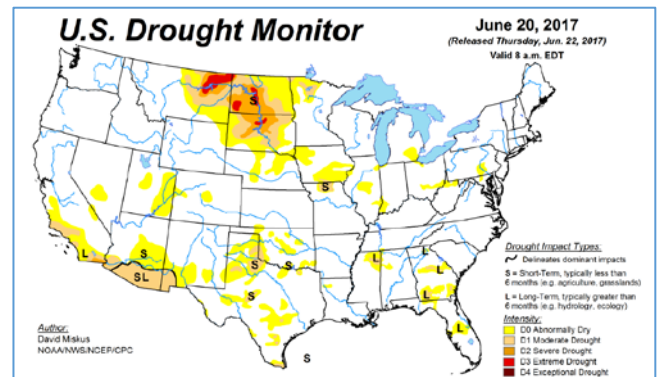 U.S. Drought Monitor
June 20, 2017
(Released Thursday, Jun. 22, 2017)
Valid 8 a.m. EDT
S
S
L
S
SL
S
S
S
S
L
L
L
L
L
Drought Impact Types:
Delineates dominant impacts
S = Short-Term, typically less than
6 months (e.g. agriculture, grasslands)
L = Long-Term, typically greater than
6 months (e.g. hydrology, ecology)
Intensity:
D0 Abnormally Dry
D1 Moderate Drought
D2 Severe Drought
D3 Extreme Drought
D4 Exceptional Drought
Author:
David Miskus
NOAA/NWS/NCEP/CPC